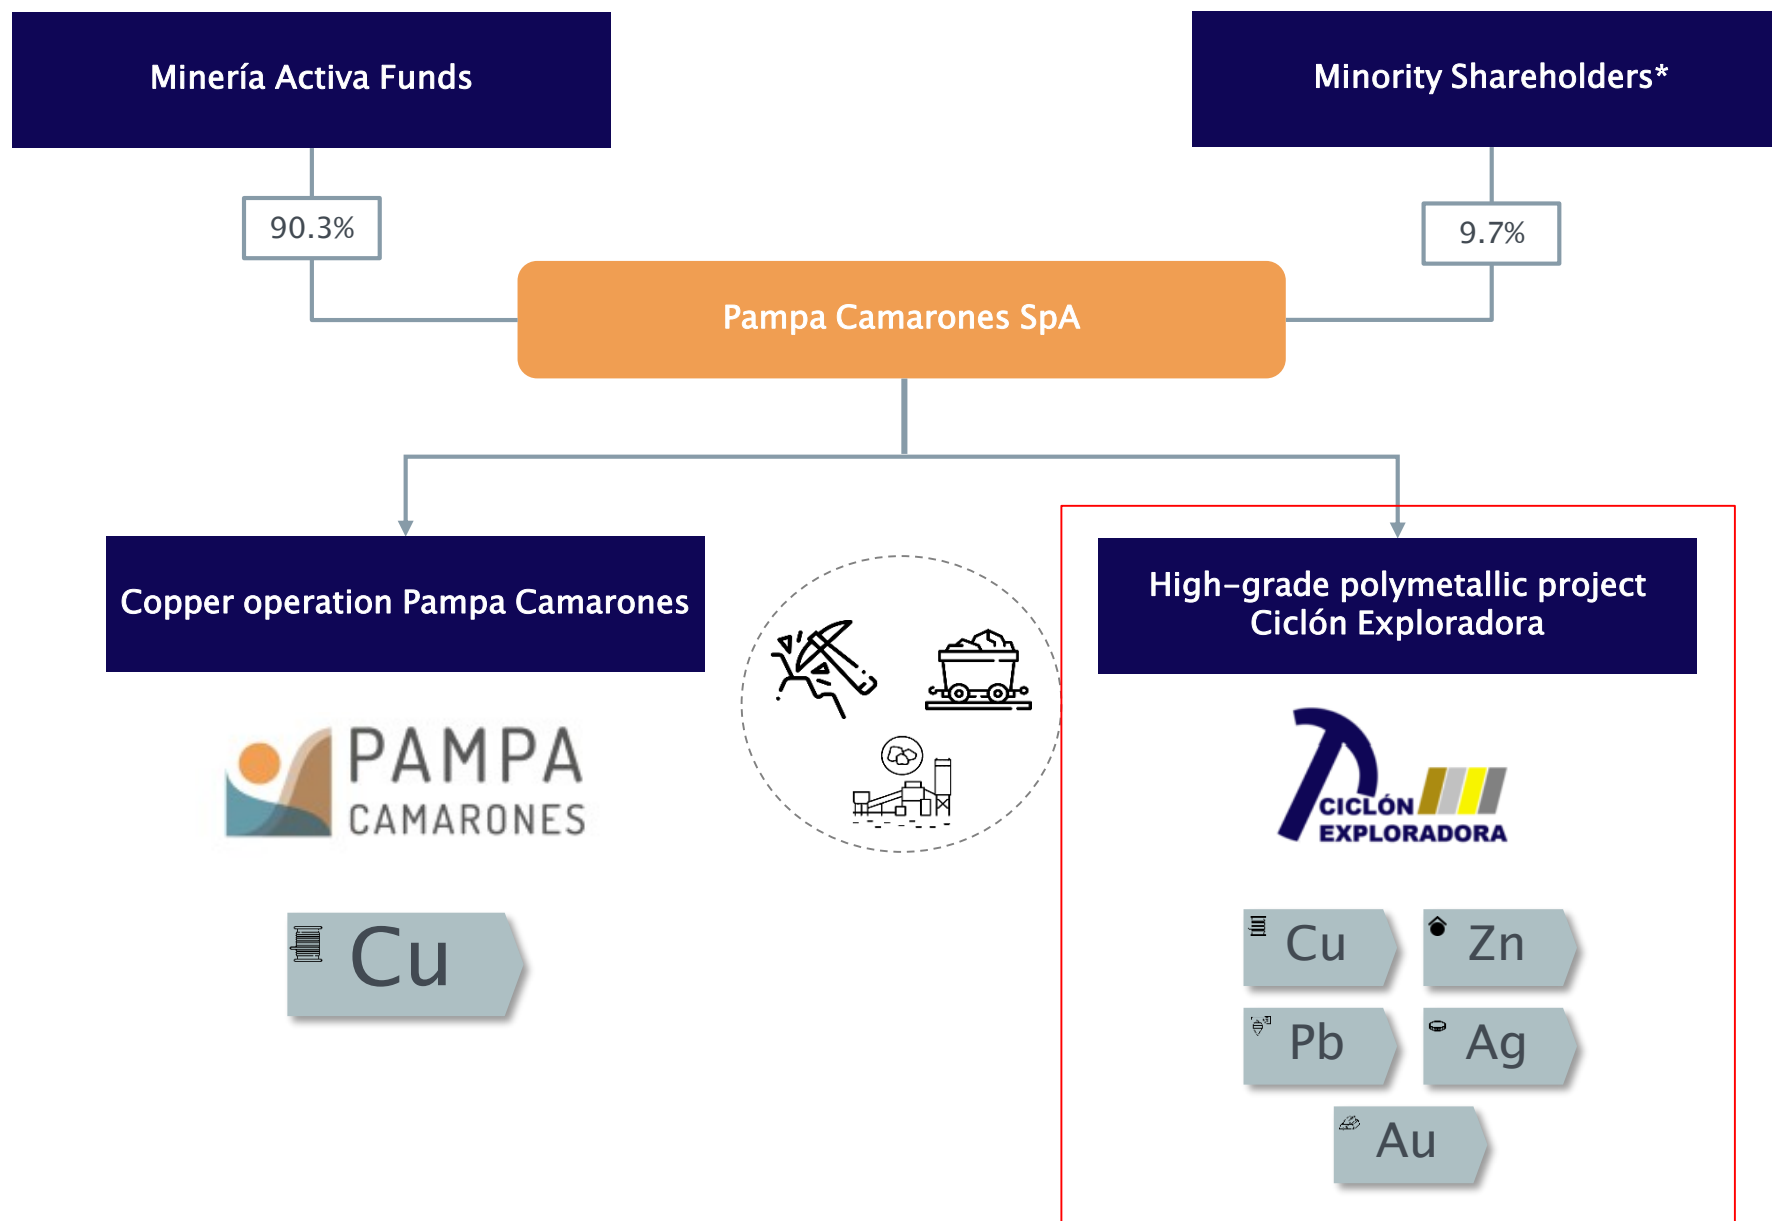 Minería Activa Funds
Minority Shareholders*
90.3%
9.7%
Pampa Camarones SpA
Copper operation Pampa Camarones
High-grade polymetallic project
Ciclón Exploradora
PAMPA
CAMARONES
CICLÓN
EXPLORADORA
Cu
Cu
Zn
Pb
Ag
Au